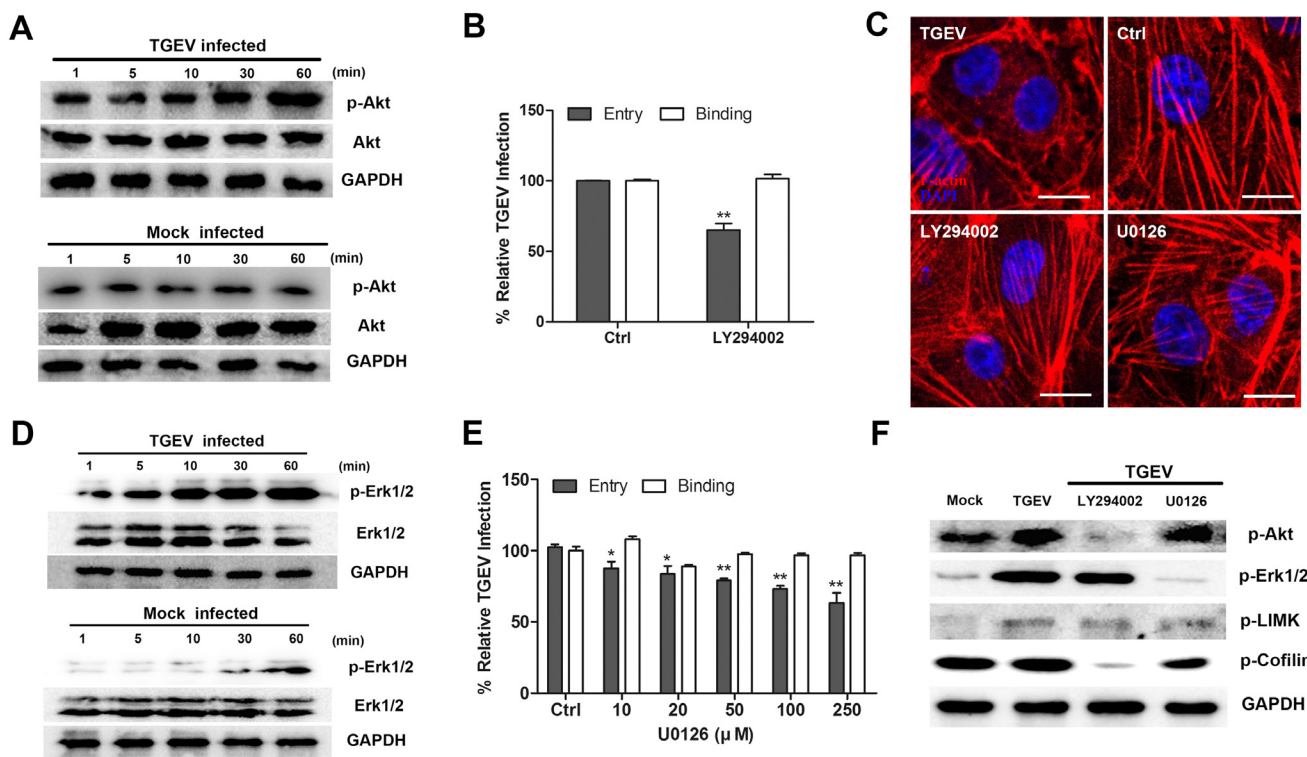 A
TGEV infected
1 5 10 30 60 (min)
p-Akt
Akt
GAPDH
Mock infected
1 5 10 30 60 (min)
p-Akt
Akt
GAPDH
B
% Relative TGEV Infection
150
100
50
0
Entry Binding
**
Ctrl LY294002
C
TGEV
F-actin
DAPI
Ctrl
LY294002
U0126
D
TGEV infected
1 5 10 30 60 (min)
p-Erk1/2
Erk1/2
GAPDH
Mock infected
1 5 10 30 60 (min)
p-Erk1/2
Erk1/2
GAPDH
E
% Relative TGEV Infection
150
100
50
0
Entry Binding
* * ** ** **
Ctrl 10 20 50 100 250
U0126 (µ M)
F
TGEV
Mock TGEV LY294002 U0126
p-Akt
p-Erk1/2
p-LIMK
p-Cofilin
GAPDH